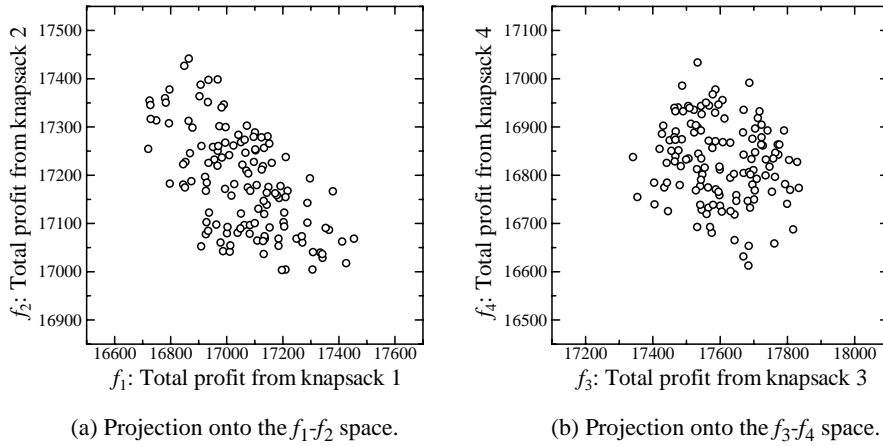 17500
17400
17300
17200
17100
17000
16900
f2: Total profit from knapsack 2
16600 16800 17000 17200 17400 17600
f1: Total profit from knapsack 1
(a) Projection onto the f1-f2 space.
17100
17000
16900
16800
16700
16600
16500
f4: Total profit from knapsack 4
17200 17400 17600 17800 18000
f3: Total profit from knapsack 3
(b) Projection onto the f3-f4 space.